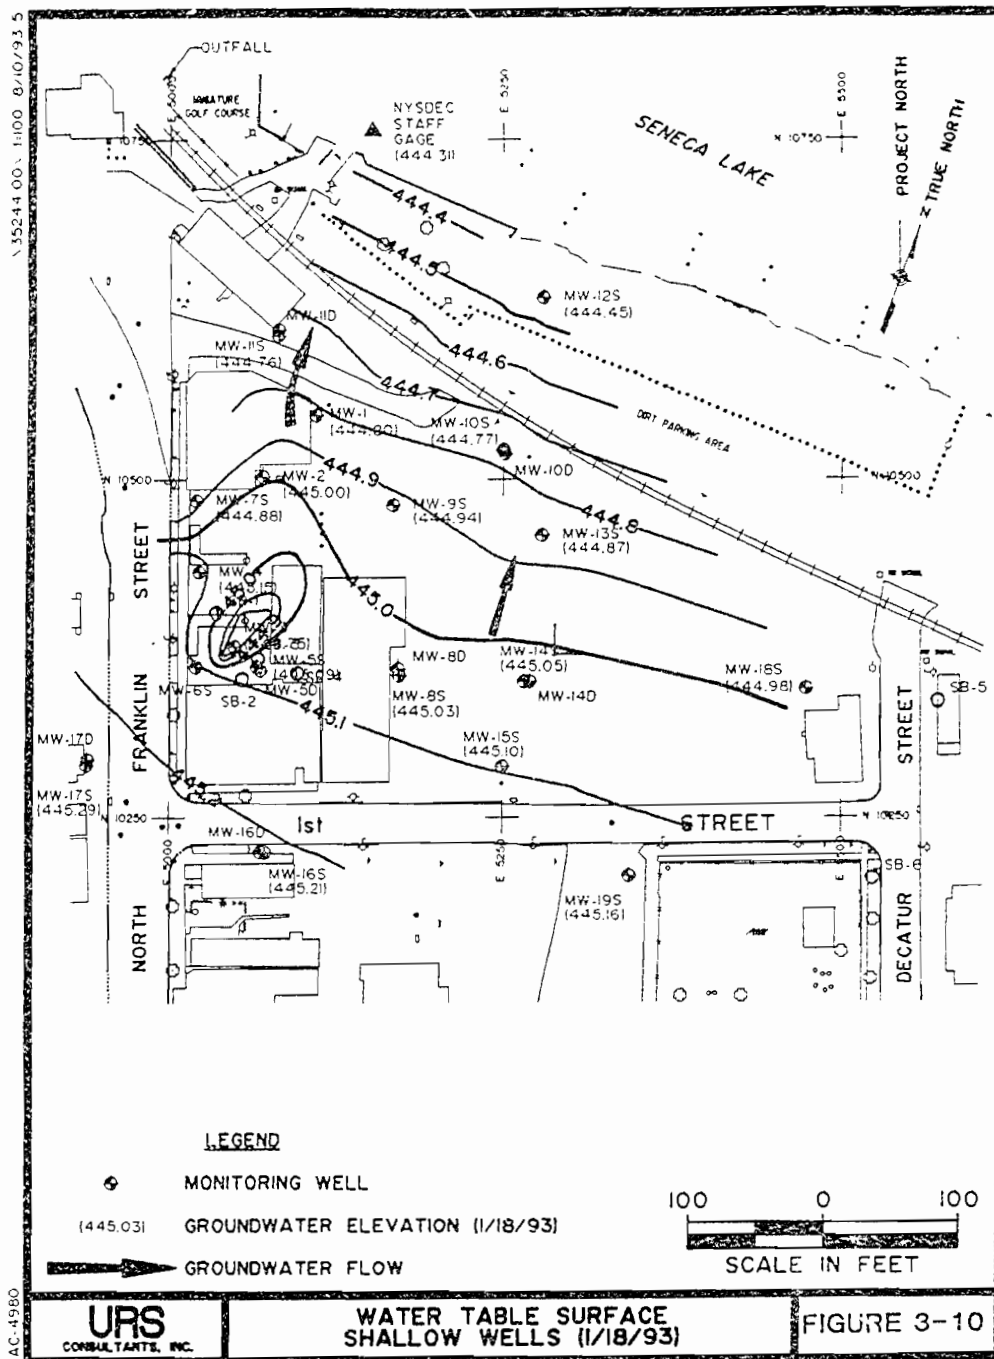 \35244 00\ 1:100 8/10/93 5
OUTFALL
MINIATURE
GOLF COURSE
NYSDEC
STAFF
GAGE
(444.31)
E 5000
E 5250
E 5500
SENECA LAKE
PROJECT NORTH
TRUE NORTH
N
10750
N 10750
444.4
444.5
MW-12S
(444.45)
MW-11D
MW-11S
(444.76)
444.6
444.7
MW-1
(444.80)
MW-10S
(444.77)
MW-10D
DIRT PARKING AREA
N 10500
N 10500
MW-2
(445.00)
444.9
MW-7S
(444.88)
MW-9S
(444.94)
444.8
MW-13S
(444.87)
STREET
MW
445.0
MW-8D
MW-14S
(445.05)
MW-5S
MW-6S
MW-5D
MW-8S
(445.03)
MW-14D
MW-18S
(444.98)
SB-5
SB-2
445.1
FRANKLIN
MW-17D
MW-15S
(445.10)
STREET
MW-17S
(445.29)
N 10250
1st
STREET
N 10250
MW-16D
E 5000
E 5250
E 5500
SB-6
MW-16S
(445.21)
MW-19S
(445.16)
NORTH
DECATUR
LEGEND
MONITORING WELL
(445.03) GROUNDWATER ELEVATION (1/18/93)
GROUNDWATER FLOW
100 0 100
SCALE IN FEET
AC-4980
URS
CONSULTANTS, INC.
WATER TABLE SURFACE
SHALLOW WELLS (1/18/93)
FIGURE 3-10